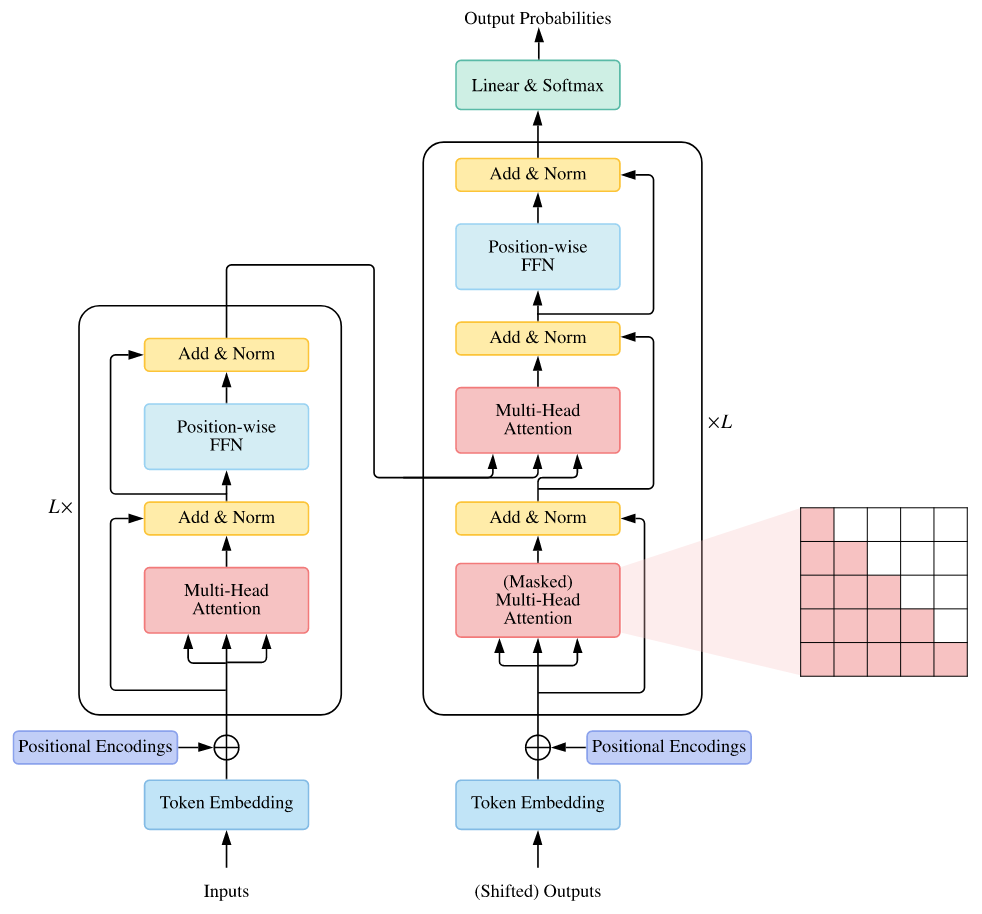 Output Probabilities
Linear & Softmax
Add & Norm
Position-wise
FFN
Add & Norm
Multi-Head
Attention
×L
Add & Norm
(Masked)
Multi-Head
Attention
Positional Encodings
Token Embedding
(Shifted) Outputs
Add & Norm
Position-wise
FFN
L×
Add & Norm
Multi-Head
Attention
Positional Encodings
Token Embedding
Inputs